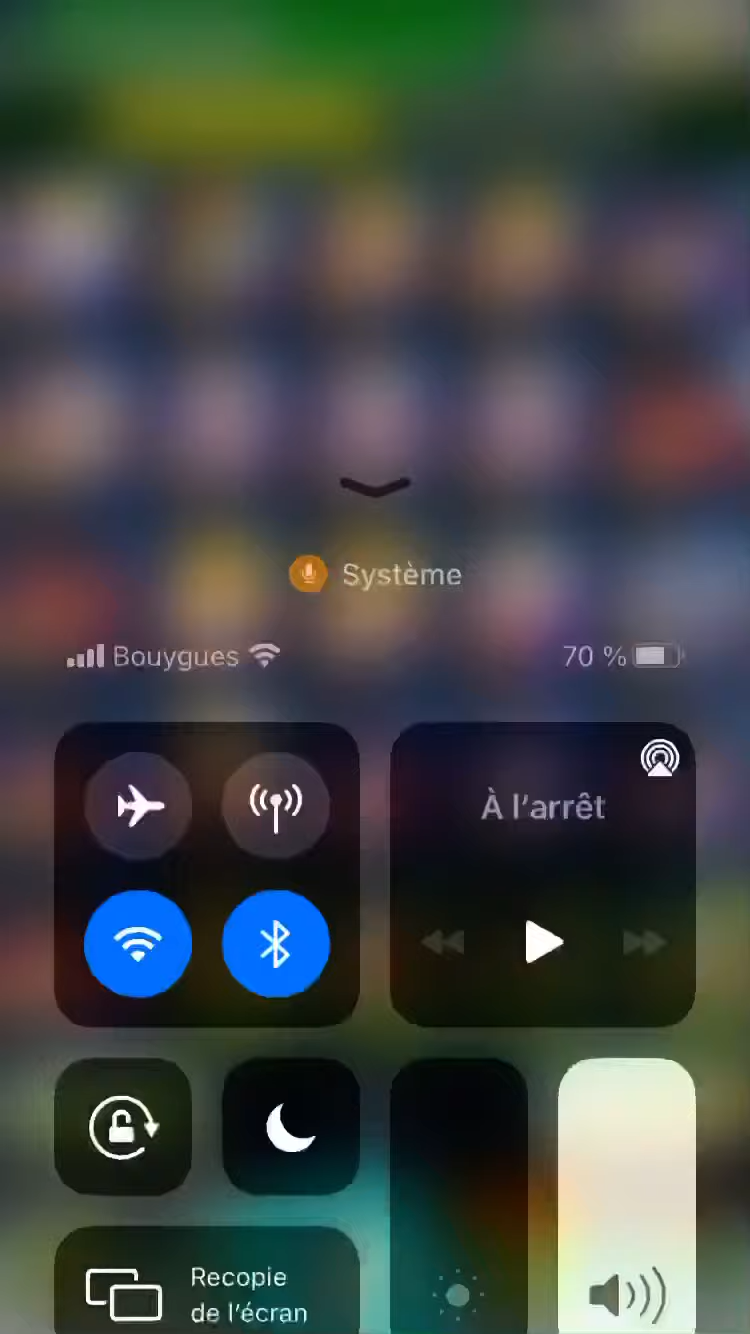 Système
Bouygues 70 %
À l’arrêt
Recopie
de l’écran